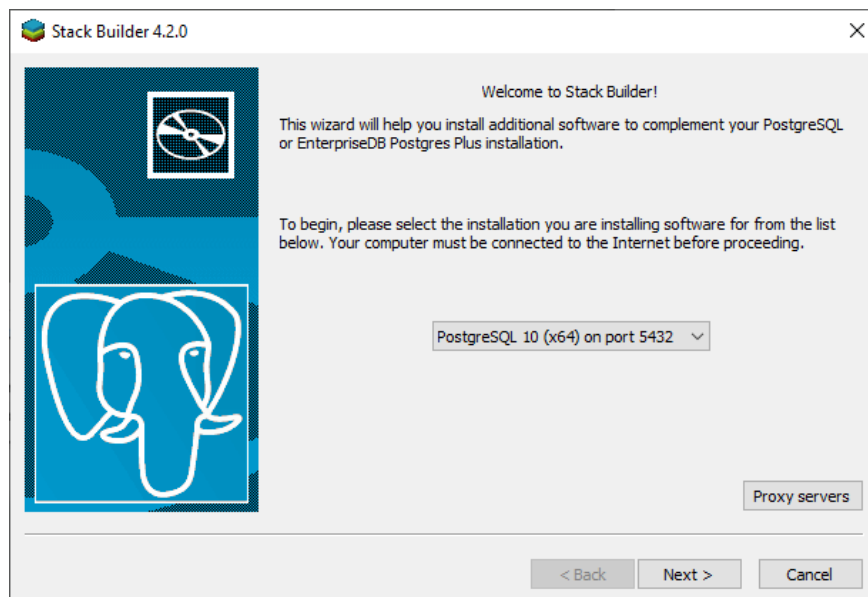 Stack Builder 4.2.0
Welcome to Stack Builder!
This wizard will help you install additional software to complement your PostgreSQL
or EnterpriseDB Postgres Plus installation.
To begin, please select the installation you are installing software for from the list
below. Your computer must be connected to the Internet before proceeding.
PostgreSQL 10 (x64) on port 5432
Proxy servers
< Back
Next >
Cancel